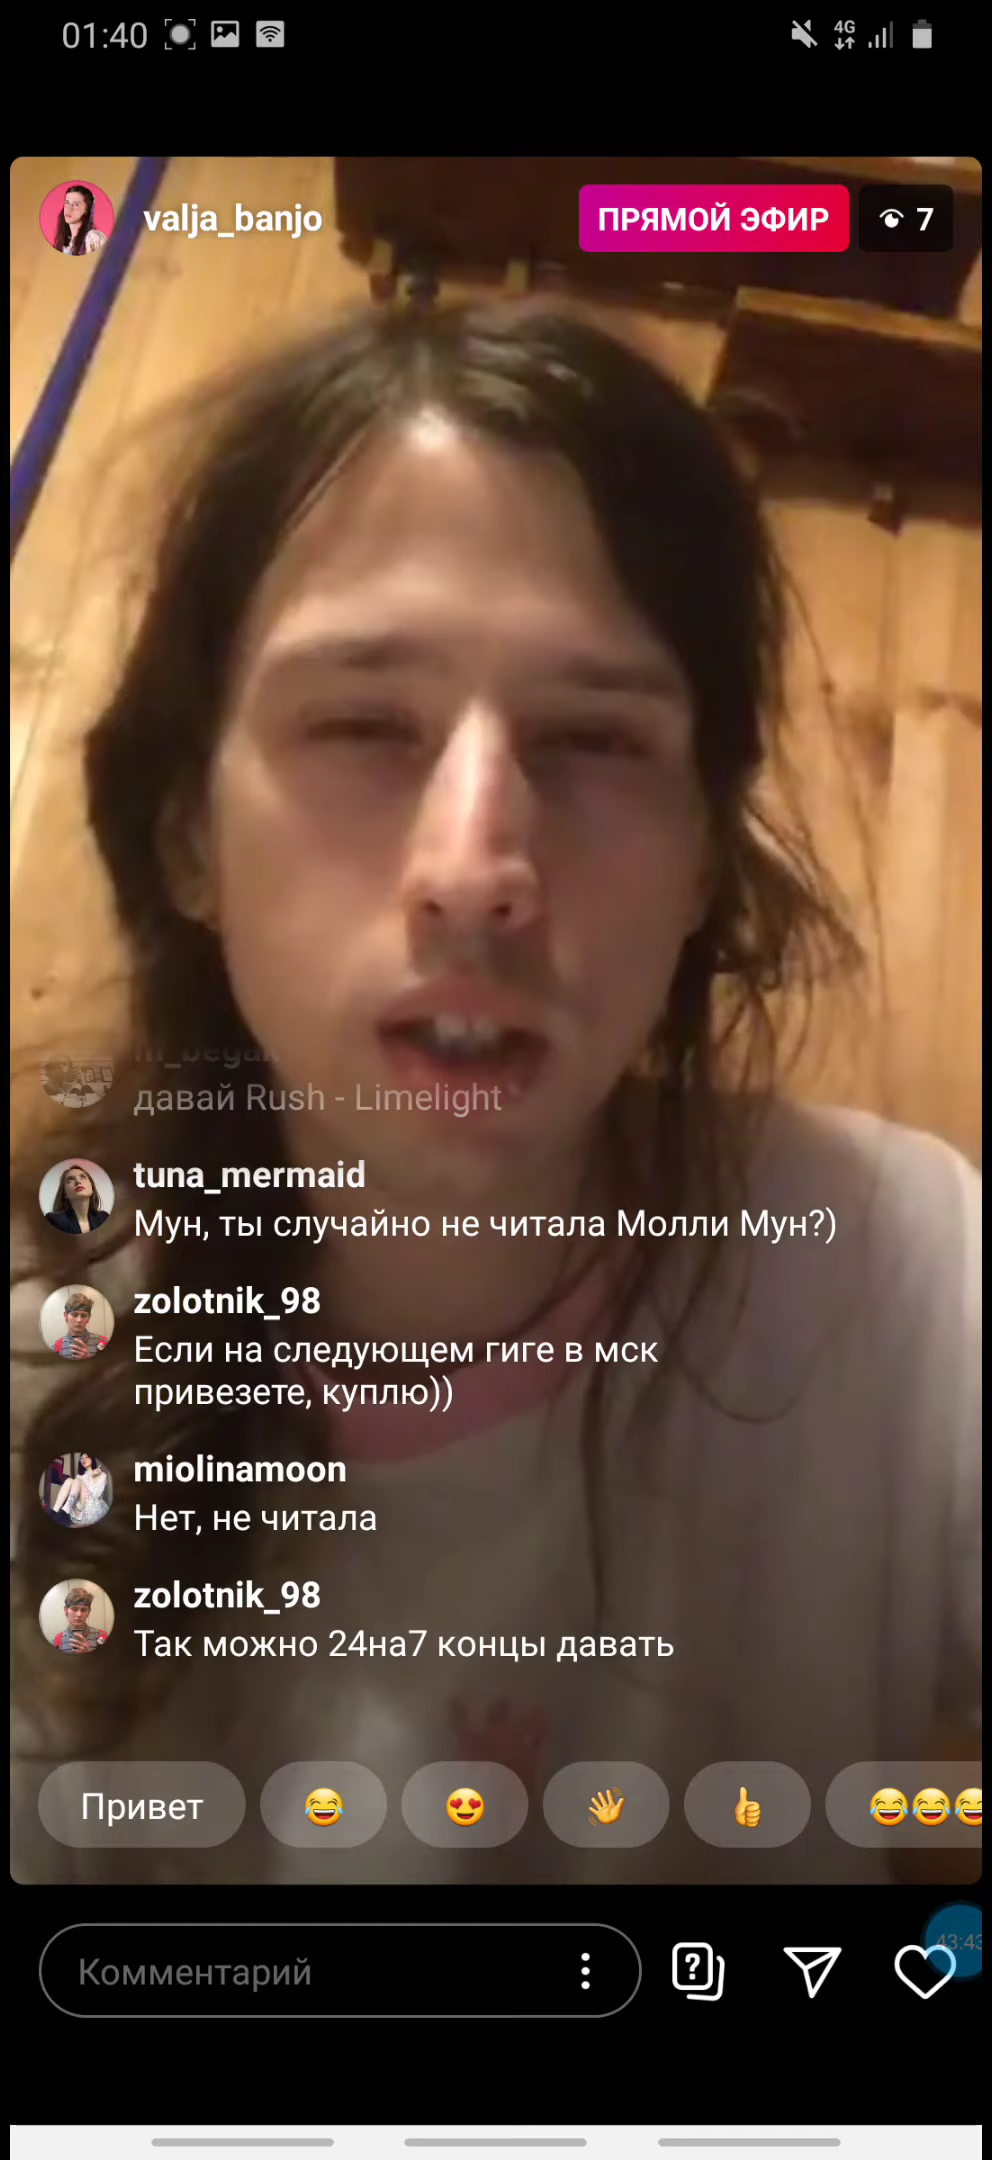 01:40
4G
valja_banjo
ПРЯМОЙ ЭФИР
7
давай Rush - Limelight
tuna_mermaid
Мун, ты случайно не читала Молли Мун?)
zolotnik_98
Если на следующем гиге в мск
привезете, куплю))
miolinamoon
Нет, не читала
zolotnik_98
Так можно 24на7 концы давать
Привет
😂
😍
👋
👍
😂😂😂
Комментарий
43:43